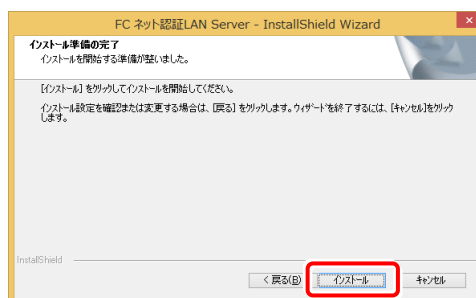 FC ネット認証LAN Server - InstallShield Wizard
インストール準備の完了
インストールを開始する準備が整いました。
[インストール] をクリックしてインストールを開始してください。
インストール設定を確認または変更する場合は、[戻る] をクリックします。ウィザードを終了するには、[キャンセル]をクリック
します。
InstallShield
< 戻る(B)
インストール
キャンセル